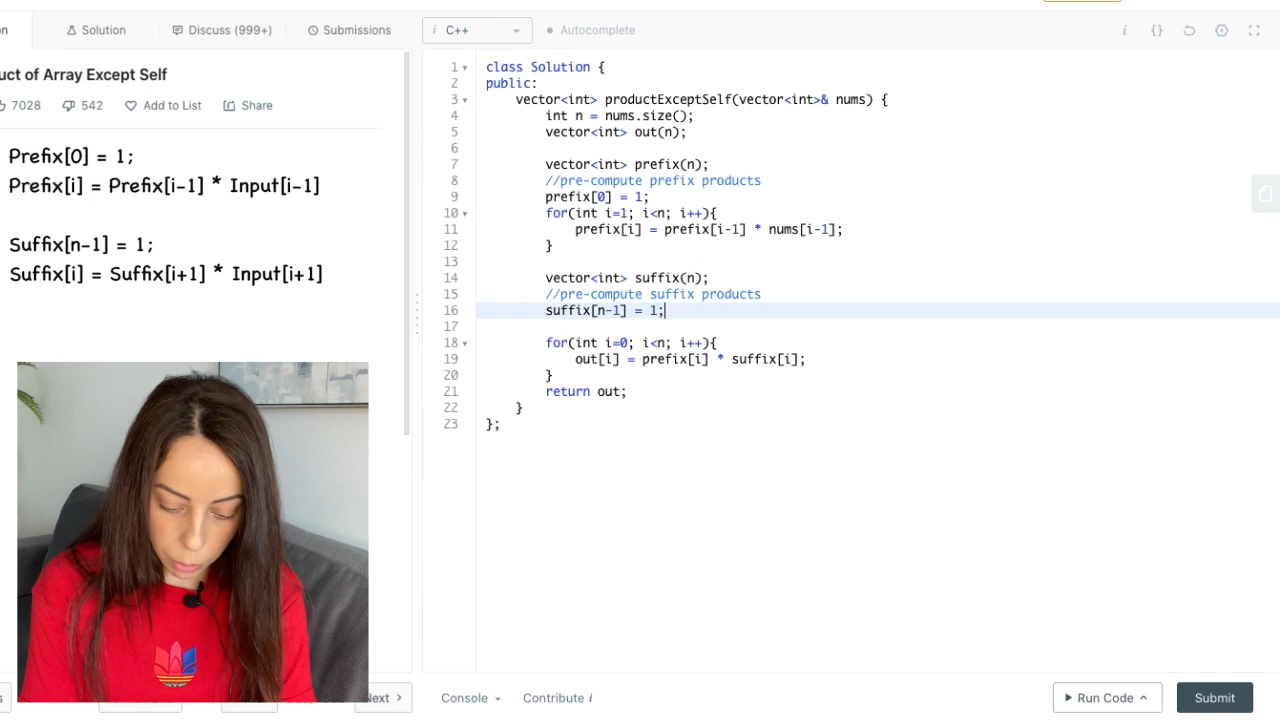 Solution
Discuss (999+)
Submissions
i C++
Autocomplete
i {}
uct of Array Except Self
7028 542 Add to List Share
Prefix[0] = 1;
Prefix[i] = Prefix[i-1] * Input[i-1]
Suffix[n-1] = 1;
Suffix[i] = Suffix[i+1] * Input[i+1]
1 class Solution {
2 public:
3 vector<int> productExceptSelf(vector<int>& nums) {
4 int n = nums.size();
5 vector<int> out(n);
6
7 vector<int> prefix(n);
8 //pre-compute prefix products
9 prefix[0] = 1;
10 for(int i=1; i<n; i++){
11 prefix[i] = prefix[i-1] * nums[i-1];
12 }
13
14 vector<int> suffix(n);
15 //pre-compute suffix products
16 suffix[n-1] = 1;
17
18 for(int i=0; i<n; i++){
19 out[i] = prefix[i] * suffix[i];
20 }
21 return out;
22 }
23 };
Next
Console
Contribute i
Run Code
Submit